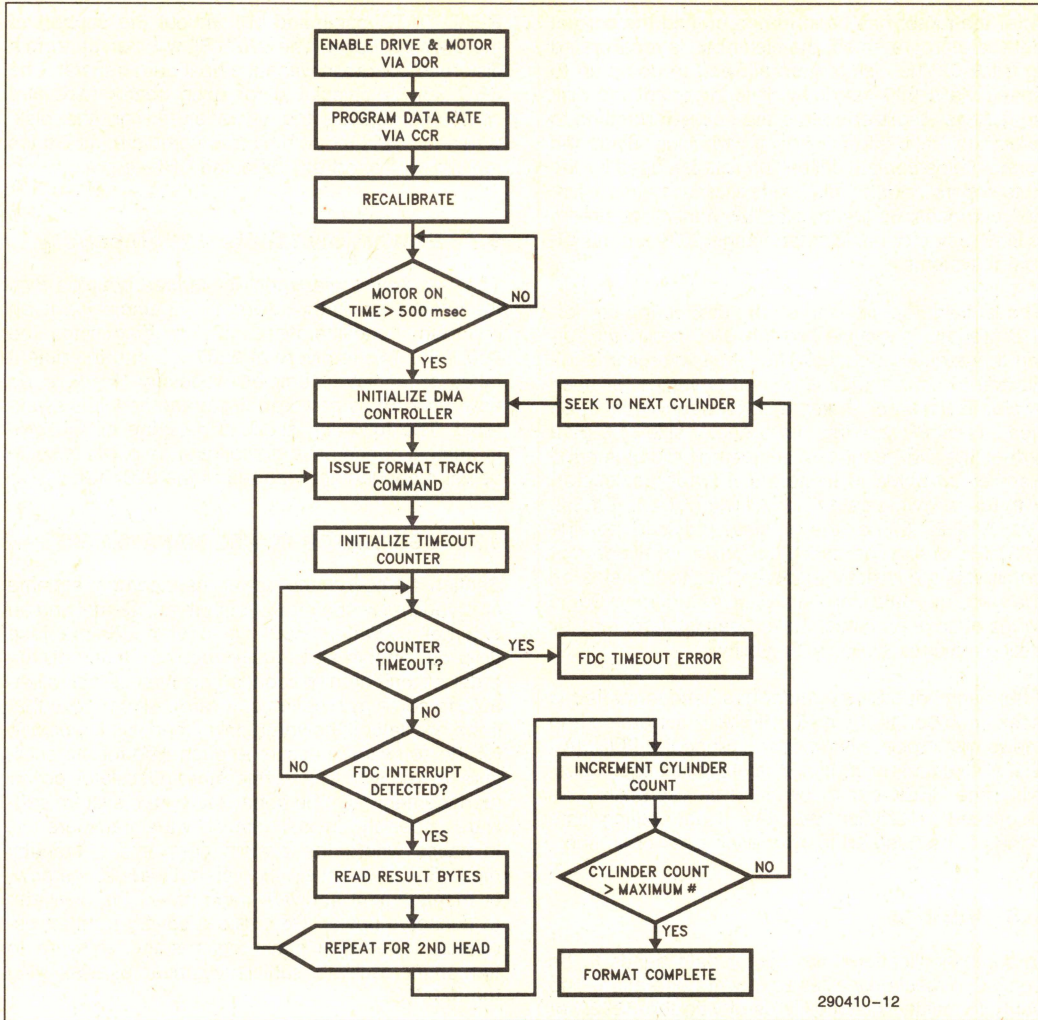 ENABLE DRIVE & MOTOR
VIA DOR
PROGRAM DATA RATE
VIA CCR
RECALIBRATE
MOTOR ON
TIME > 500 msec
NO
YES
INITIALIZE DMA
CONTROLLER
SEEK TO NEXT CYLINDER
ISSUE FORMAT TRACK
COMMAND
INITIALIZE TIMEOUT
COUNTER
COUNTER
TIMEOUT?
YES
FDC TIMEOUT ERROR
NO
FDC INTERRUPT
DETECTED?
NO
YES
READ RESULT BYTES
REPEAT FOR 2ND HEAD
INCREMENT CYLINDER
COUNT
CYLINDER COUNT
> MAXIMUM #
NO
YES
FORMAT COMPLETE
290410-12